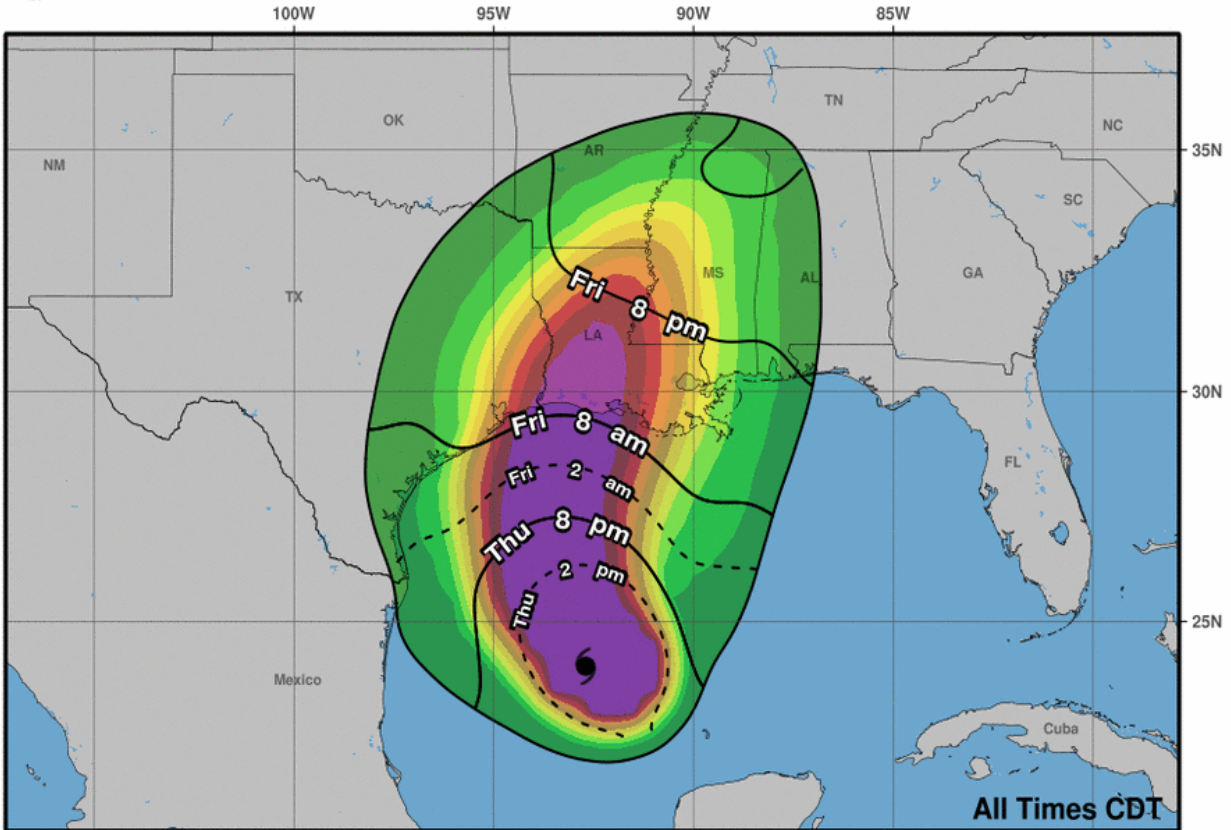 100W 95W 90W 85W
TN
OK
NC
35N
AR
NM
SC
MS
GA
AL
TX
Fri 8 pm
LA
30N
Fri 8 am
FL
Fri 2 am
Thu 8 pm
Thu 2 pm
25N
Mexico
Cuba
All Times CDT